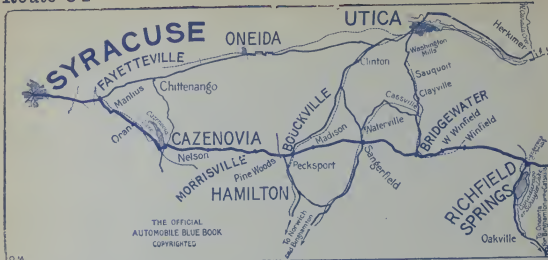 SYRACUSE
FAYETTEVILLE
ONEIDA
UTICA
Herkimer
Washington
Mills
Manlius
Chittenango
Clinton
Sauquoit
Clayville
Cassville
Oran
CAZENOVIA
Nelson
MORRISVILLE
Pine Woods
BOUCKVILLE
Madison
Pecksport
HAMILTON
Waterville
Sangerfield
BRIDGEWATER
W Winfield
Winfield
RICHFIELD
SPRINGS
Oakville
To Norwich
and Binghamton
THE OFFICIAL
AUTOMOBILE BLUE BOOK
COPYRIGHTED